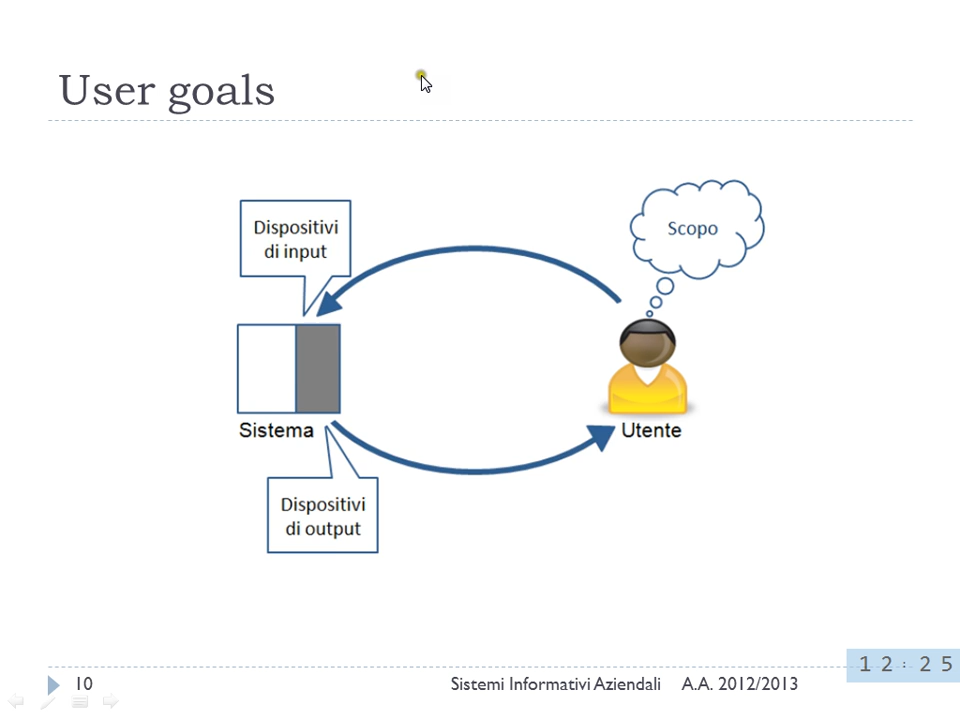 User goals
Dispositivi
di input
Scopo
Sistema
Utente
Dispositivi
di output
10
Sistemi Informativi Aziendali A.A. 2012/2013
12:25